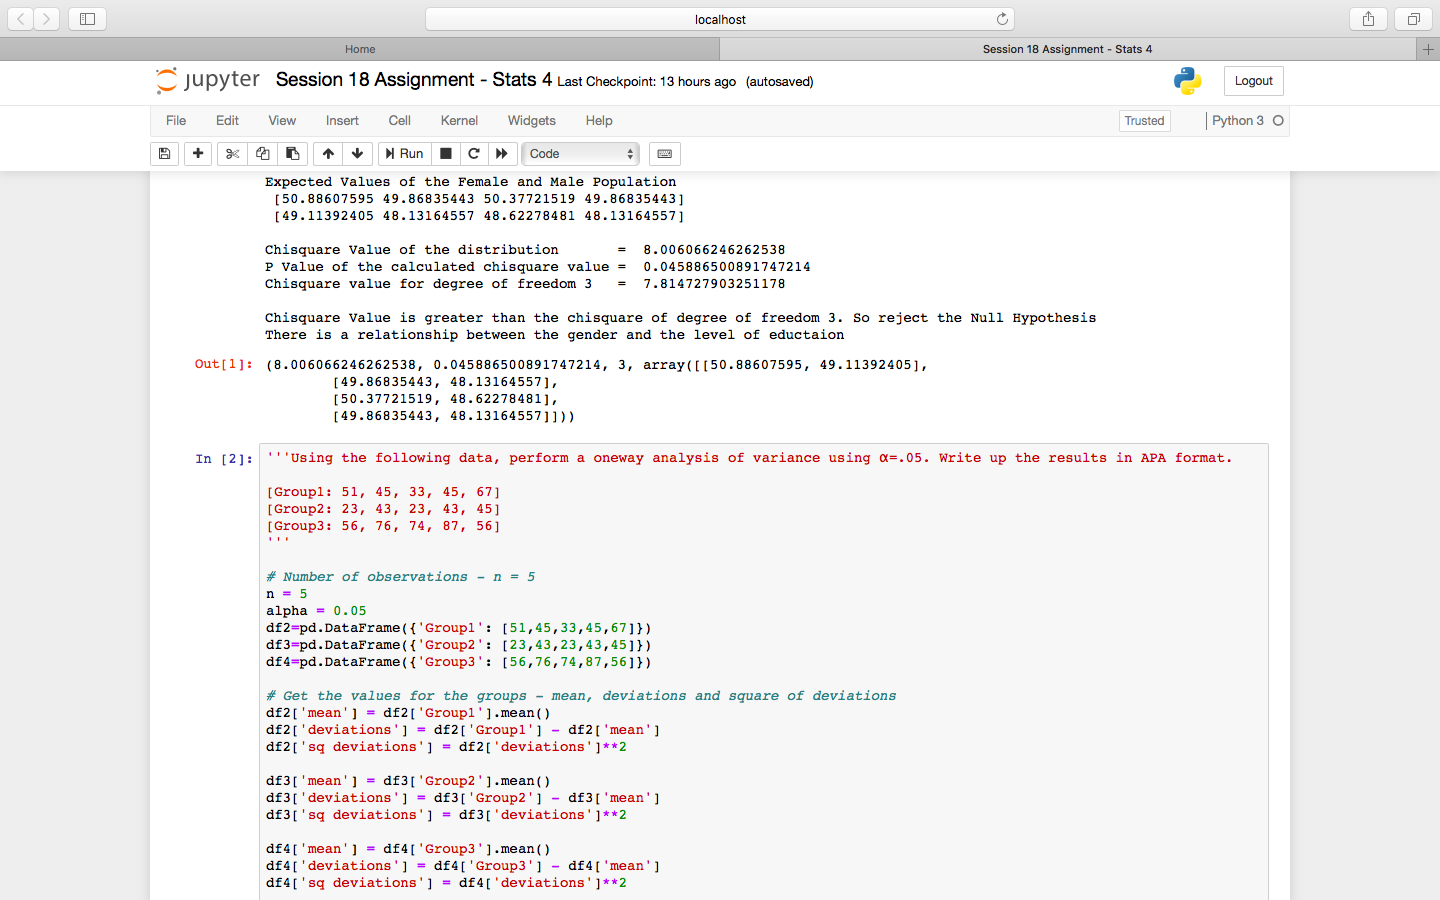 localhost
Home
Session 18 Assignment - Stats 4
jupyter Session 18 Assignment - Stats 4 Last Checkpoint: 13 hours ago (autosaved)
Logout
File Edit View Insert Cell Kernel Widgets Help
Trusted
Python 3
Run
Code
Expected Values of the Female and Male Population
[50.88607595 49.86835443 50.37721519 49.86835443]
[49.11392405 48.13164557 48.62278481 48.13164557]
Chisquare Value of the distribution = 8.006066246262538
P Value of the calculated chisquare value = 0.045886500891747214
Chisquare value for degree of freedom 3 = 7.814727903251178
Chisquare Value is greater than the chisquare of degree of freedom 3. So reject the Null Hypothesis
There is a relationship between the gender and the level of eductaion
Out[1]: (8.006066246262538, 0.045886500891747214, 3, array([[50.88607595, 49.11392405],
[49.86835443, 48.13164557],
[50.37721519, 48.62278481],
[49.86835443, 48.13164557]]))
In [2]: '''Using the following data, perform a oneway analysis of variance using α=.05. Write up the results in APA format.
[Group1: 51, 45, 33, 45, 67]
[Group2: 23, 43, 23, 43, 45]
[Group3: 56, 76, 74, 87, 56]
'''
# Number of observations - n = 5
n = 5
alpha = 0.05
df2=pd.DataFrame({'Group1': [51,45,33,45,67]})
df3=pd.DataFrame({'Group2': [23,43,23,43,45]})
df4=pd.DataFrame({'Group3': [56,76,74,87,56]})
# Get the values for the groups - mean, deviations and square of deviations
df2['mean'] = df2['Group1'].mean()
df2['deviations'] = df2['Group1'] - df2['mean']
df2['sq deviations'] = df2['deviations']**2
df3['mean'] = df3['Group2'].mean()
df3['deviations'] = df3['Group2'] - df3['mean']
df3['sq deviations'] = df3['deviations']**2
df4['mean'] = df4['Group3'].mean()
df4['deviations'] = df4['Group3'] - df4['mean']
df4['sq deviations'] = df4['deviations']**2